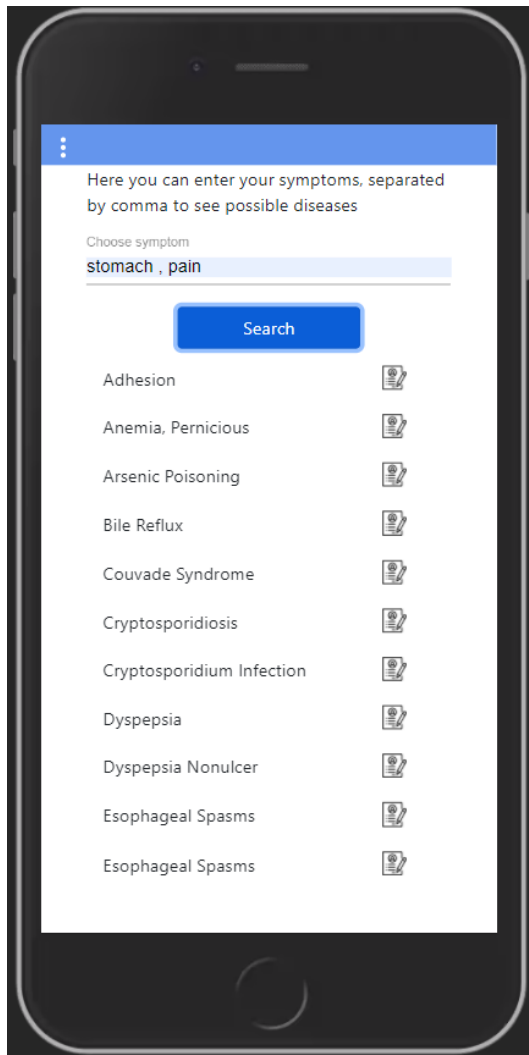 Here you can enter your symptoms, separated
by comma to see possible diseases
Choose symptom
stomach , pain
Search
Adhesion
Anemia, Pernicious
Arsenic Poisoning
Bile Reflux
Couvade Syndrome
Cryptosporidiosis
Cryptosporidium Infection
Dyspepsia
Dyspepsia Nonulcer
Esophageal Spasms
Esophageal Spasms